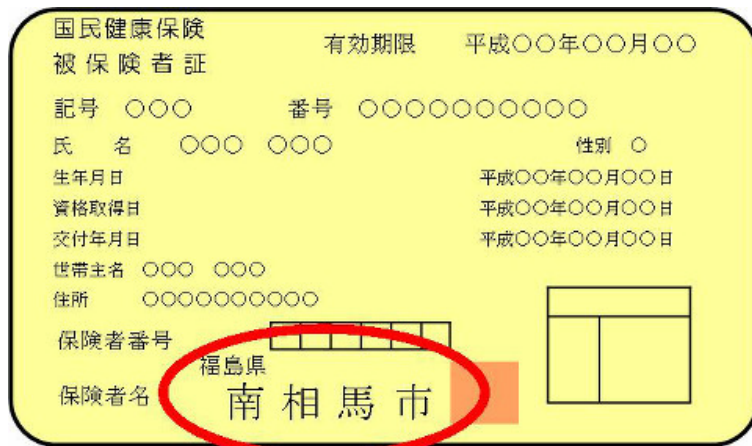 国民健康保険
被保険者証
有効期限 平成○○年○○月○○
記号 ○○○ 番号 ○○○○○○○○○○
氏 名 ○○○ ○○○ 性別 ○
生年月日 平成○○年○○月○○日
資格取得日 平成○○年○○月○○日
交付年月日 平成○○年○○月○○日
世帯主名 ○○○ ○○○
住所 ○○○○○○○○○○
保険者番号
福島県
保険者名 南相馬市